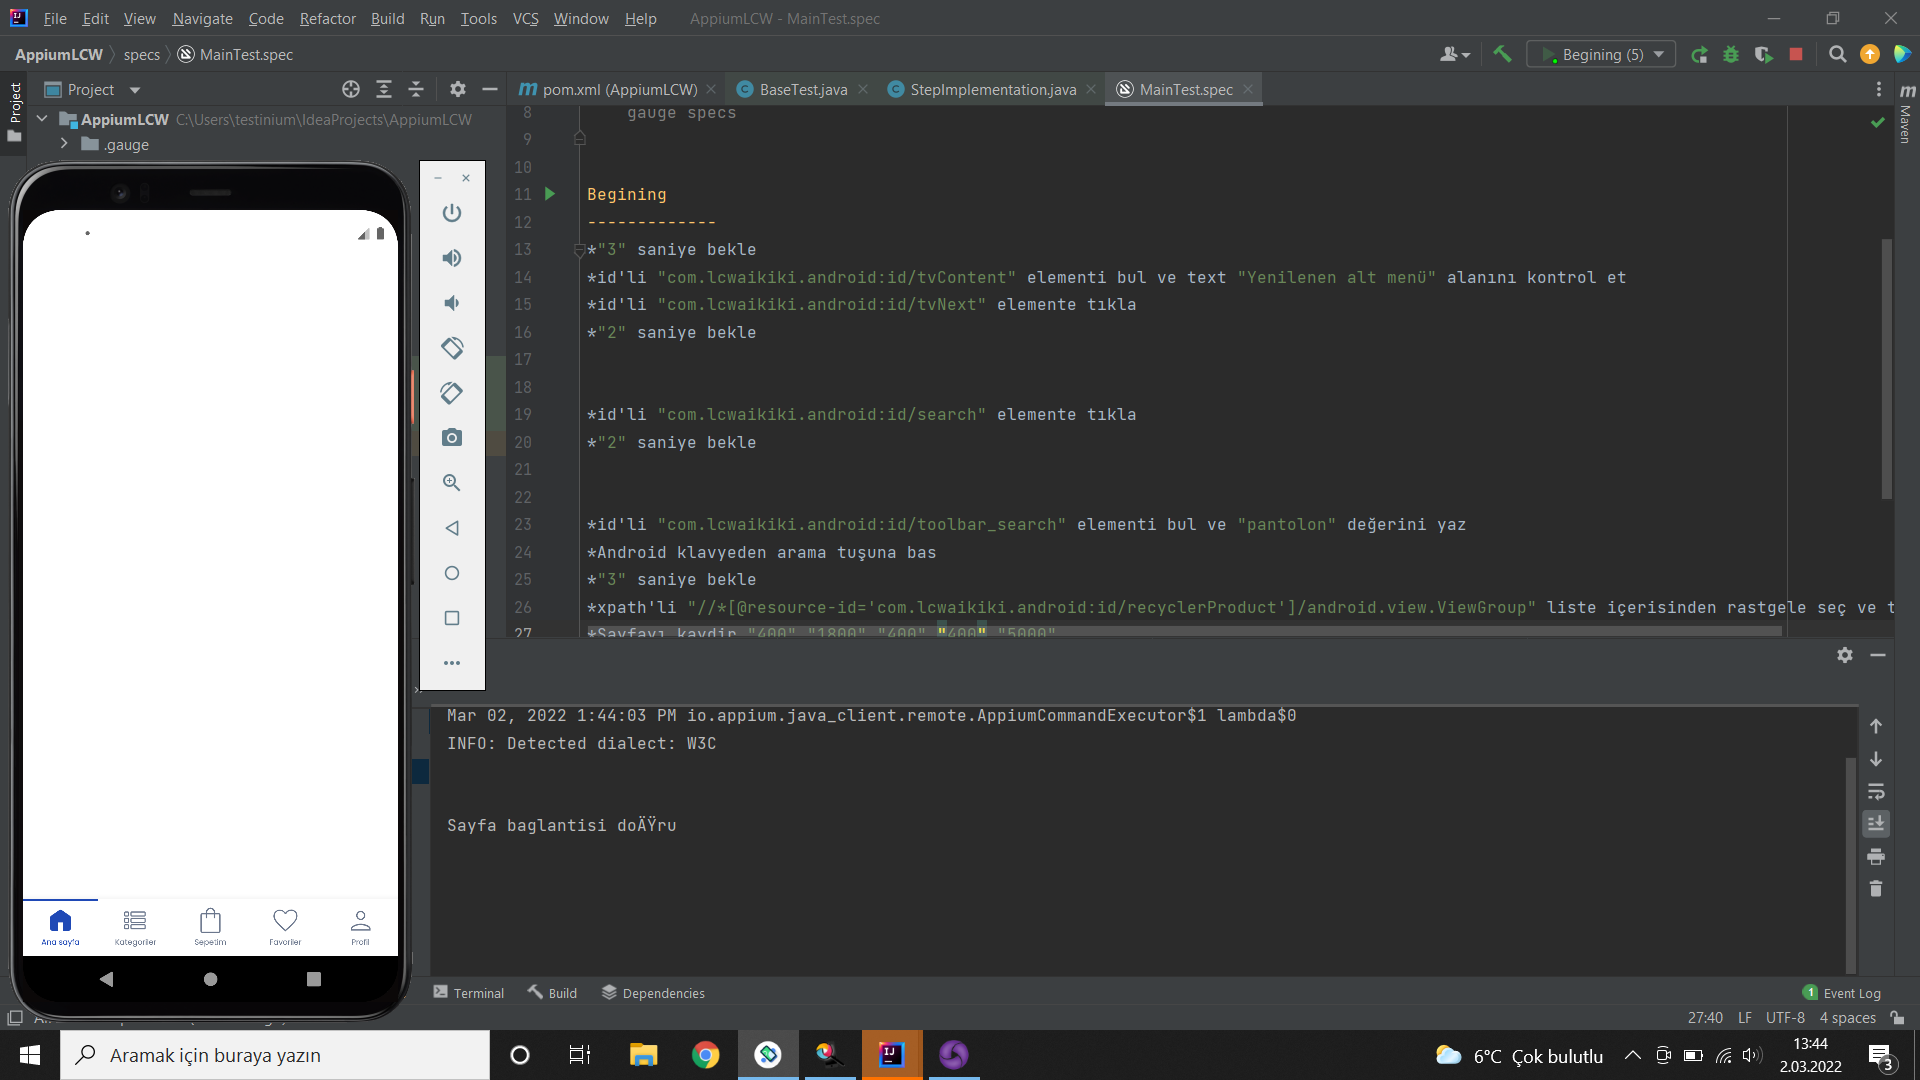 File Edit View Navigate Code Refactor Build Run Tools VCS Window Help AppiumLCW - MainTest.spec
AppiumLCW specs MainTest.spec
Begining (5)
Project
Project
pom.xml (AppiumLCW) BaseTest.java StepImplementation.java MainTest.spec
Maven
AppiumLCW C:\Users\testinium\IdeaProjects\AppiumLCW
.gauge
8 gauge specs
9
10
11 Begining
12 -------------
13 *"3" saniye bekle
14 *id'li "com.lcwaikiki.android:id/tvContent" elementi bul ve text "Yenilenen alt menü" alanını kontrol et
15 *id'li "com.lcwaikiki.android:id/tvNext" elemente tıkla
16 *"2" saniye bekle
17
18
19 *id'li "com.lcwaikiki.android:id/search" elemente tıkla
20 *"2" saniye bekle
21
22
23 *id'li "com.lcwaikiki.android:id/toolbar_search" elementi bul ve "pantolon" değerini yaz
24 *Android klavyeden arama tuşuna bas
25 *"3" saniye bekle
26 *xpath'li "//*[@resource-id='com.lcwaikiki.android:id/recyclerProduct']/android.view.ViewGroup" liste içerisinden rastgele seç ve t
27 *Sayfayı kaydir "400" "1800" "400" "400" "5000"
Mar 02, 2022 1:44:03 PM io.appium.java_client.remote.AppiumCommandExecutor$1 lambda$0
INFO: Detected dialect: W3C
Sayfa baglantisi doÄŸru
Ana sayfa Kategoriler Sepetim Favoriler Profil
Terminal Build Dependencies
1 Event Log
27:40 LF UTF-8 4 spaces
Aramak için buraya yazın
6°C Çok bulutlu
13:44
2.03.2022
3